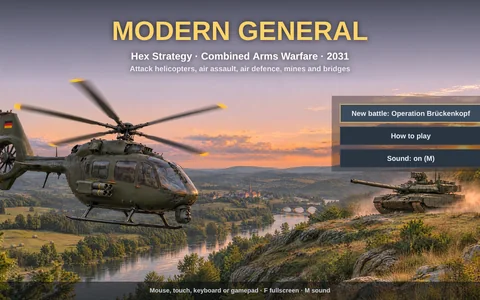 MODERN GENERAL
Hex Strategy · Combined Arms Warfare · 2031
Attack helicopters, air assault, air defence, mines and bridges
New battle: Operation Brückenkopf
How to play
Sound: on (M)
Mouse, touch, keyboard or gamepad · F fullscreen · M sound